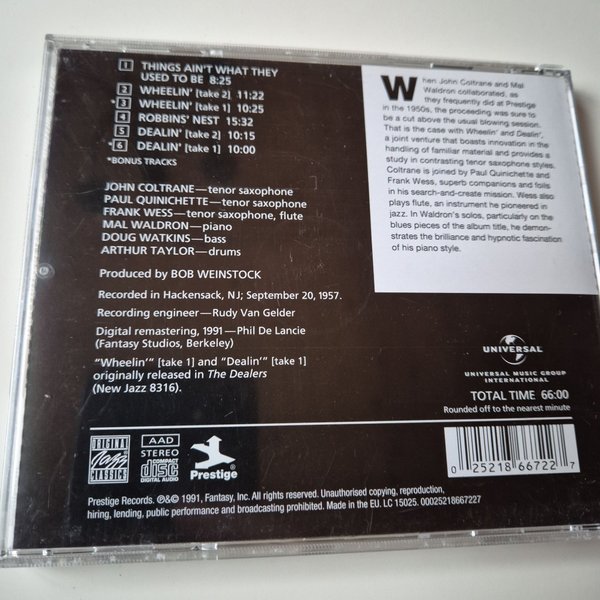 1 THINGS AIN'T WHAT THEY
USED TO BE 8:25
2 WHEELIN' [take 2] 11:22
*3 WHEELIN' [take 1] 10:25
4 ROBBINS' NEST 15:32
5 DEALIN' [take 2] 10:15
*6 DEALIN' [take 1] 10:00
*BONUS TRACKS
JOHN COLTRANE—tenor saxophone
PAUL QUINICHETTE—tenor saxophone
FRANK WESS—tenor saxophone, flute
MAL WALDRON—piano
DOUG WATKINS—bass
ARTHUR TAYLOR—drums
Produced by BOB WEINSTOCK
Recorded in Hackensack, NJ; September 20, 1957.
Recording engineer—Rudy Van Gelder
Digital remastering, 1991—Phil De Lancie
(Fantasy Studios, Berkeley)
"Wheelin'" [take 1] and "Dealin'" [take 1]
originally released in The Dealers
(New Jazz 8316).
When John Coltrane and Mal
Waldron collaborated, as
they frequently did at Prestige
in the 1950s, the proceeding was sure to
be a cut above the usual blowing session.
That is the case with Wheelin' and Dealin',
a joint venture that boasts innovation in the
handling of familiar material and provides a
study in contrasting tenor saxophone styles.
Coltrane is joined by Paul Quinichette and
Frank Wess, superb companions and foils
in his search-and-create mission. Wess also
plays flute, an instrument he pioneered in
jazz. In Waldron's solos, particularly on the
blues pieces of the album title, he demon-
strates the brilliance and hypnotic fascination
of his piano style.
UNIVERSAL
UNIVERSAL MUSIC GROUP
INTERNATIONAL
TOTAL TIME 66:00
Rounded off to the nearest minute
ORIGINAL
Jazz
CLASSICS
AAD
STEREO
COMPACT
disc
DIGITAL AUDIO
Prestige
0 25218 66722 7
Prestige Records. ℗&© 1991, Fantasy, Inc. All rights reserved. Unauthorised copying, reproduction,
hiring, lending, public performance and broadcasting prohibited. Made in the EU. LC 15025. 00025218667227